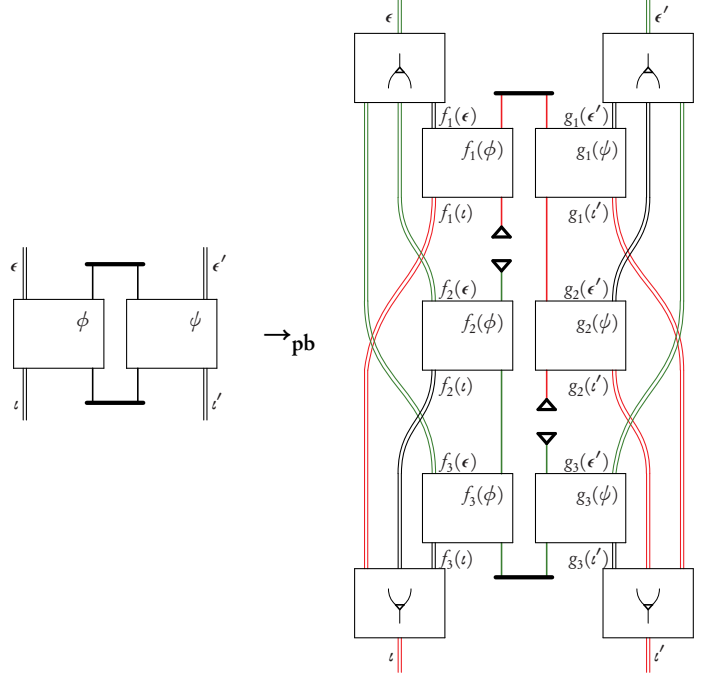 ϵ ϵ′
f₁(ϵ) g₁(ϵ′)
f₁(ϕ) g₁(ψ)
f₁(ι) g₁(ι′)
ϵ ϵ′
f₂(ϵ) g₂(ϵ′)
ϕ ψ f₂(ϕ) g₂(ψ)
→pb
f₂(ι) g₂(ι′)
ι ι′
f₃(ϵ) g₃(ϵ′)
f₃(ϕ) g₃(ψ)
f₃(ι) g₃(ι′)
ι ι′